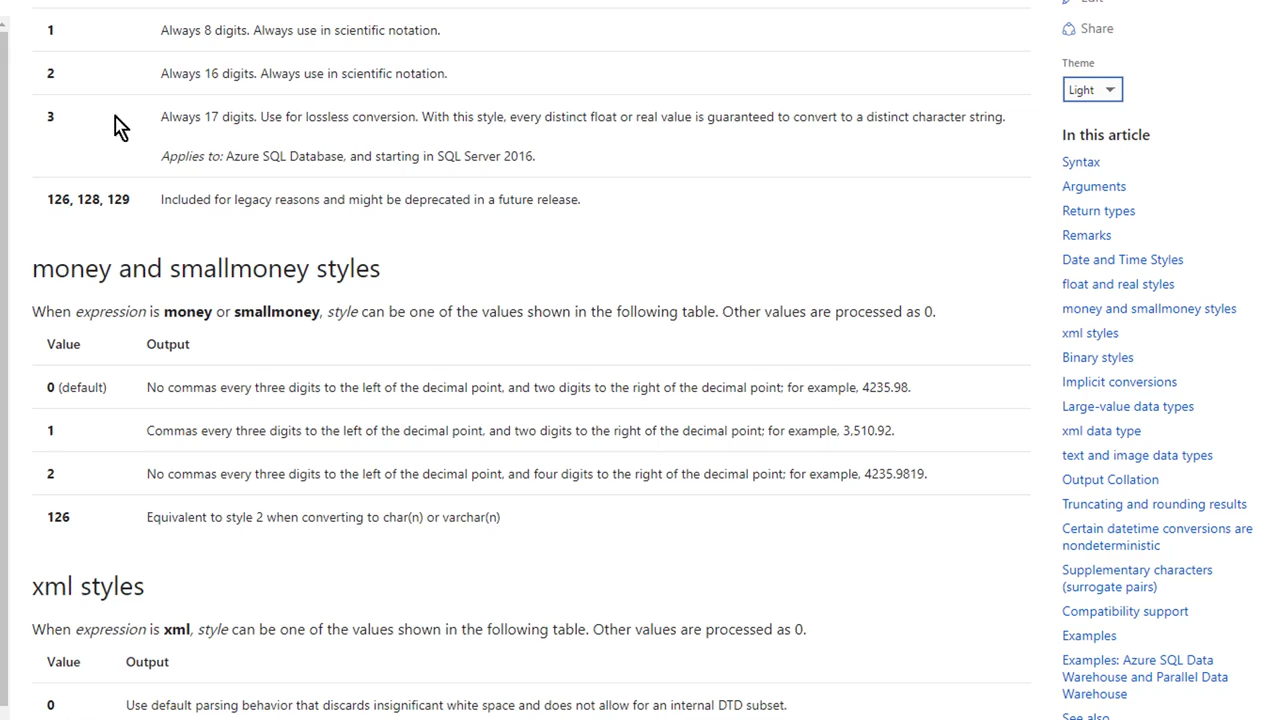 1 Always 8 digits. Always use in scientific notation.
2 Always 16 digits. Always use in scientific notation.
3 Always 17 digits. Use for lossless conversion. With this style, every distinct float or real value is guaranteed to convert to a distinct character string.
Applies to: Azure SQL Database, and starting in SQL Server 2016.
126, 128, 129 Included for legacy reasons and might be deprecated in a future release.
money and smallmoney styles
When expression is money or smallmoney, style can be one of the values shown in the following table. Other values are processed as 0.
Value Output
0 (default) No commas every three digits to the left of the decimal point, and two digits to the right of the decimal point; for example, 4235.98.
1 Commas every three digits to the left of the decimal point, and two digits to the right of the decimal point; for example, 3,510.92.
2 No commas every three digits to the left of the decimal point, and four digits to the right of the decimal point; for example, 4235.9819.
126 Equivalent to style 2 when converting to char(n) or varchar(n)
xml styles
When expression is xml, style can be one of the values shown in the following table. Other values are processed as 0.
Value Output
0 Use default parsing behavior that discards insignificant white space and does not allow for an internal DTD subset.
Edit
Share
Theme
Light
In this article
Syntax
Arguments
Return types
Remarks
Date and Time Styles
float and real styles
money and smallmoney styles
xml styles
Binary styles
Implicit conversions
Large-value data types
xml data type
text and image data types
Output Collation
Truncating and rounding results
Certain datetime conversions are
nondeterministic
Supplementary characters
(surrogate pairs)
Compatibility support
Examples
Examples: Azure SQL Data
Warehouse and Parallel Data
Warehouse
See also